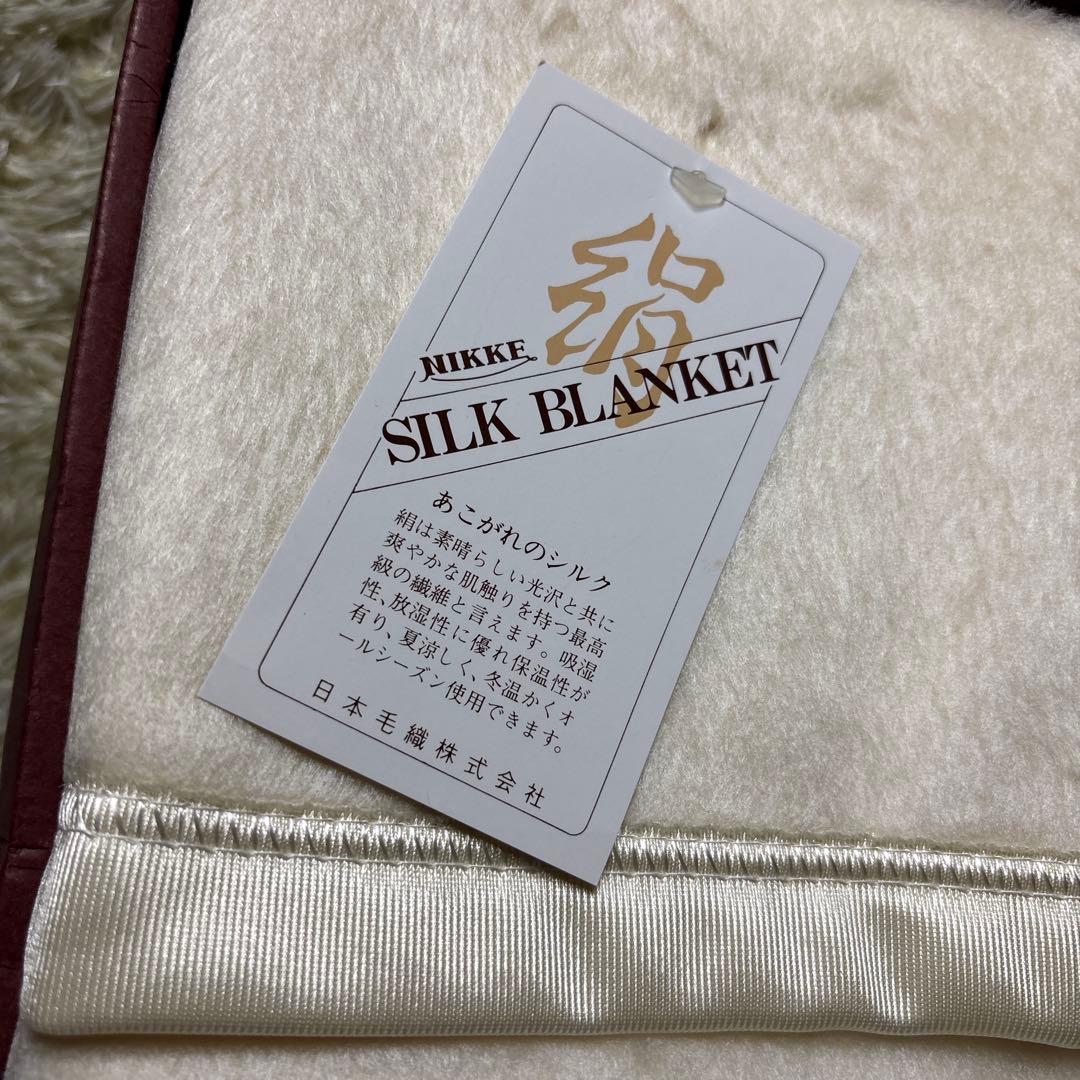 絹
NIKKE
SILK BLANKET
あこがれのシルク
絹は素晴らしい光沢と共に
爽やかな肌触りを持つ最高
級の繊維と言えます。吸湿
性、放湿性に優れ保温性が
有り、夏涼しく、冬温かくオ
ールシーズン使用できます。
日本毛織株式会社